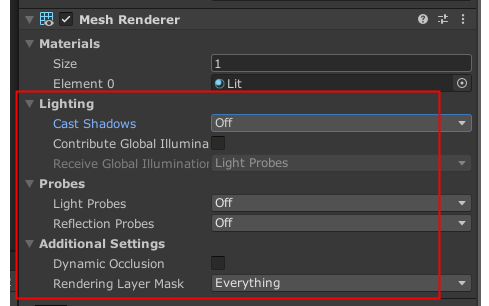 Mesh Renderer
Materials
Size 1
Element 0 Lit
Lighting
Cast Shadows Off
Contribute Global Illumina
Receive Global Illumination Light Probes
Probes
Light Probes Off
Reflection Probes Off
Additional Settings
Dynamic Occlusion
Rendering Layer Mask Everything